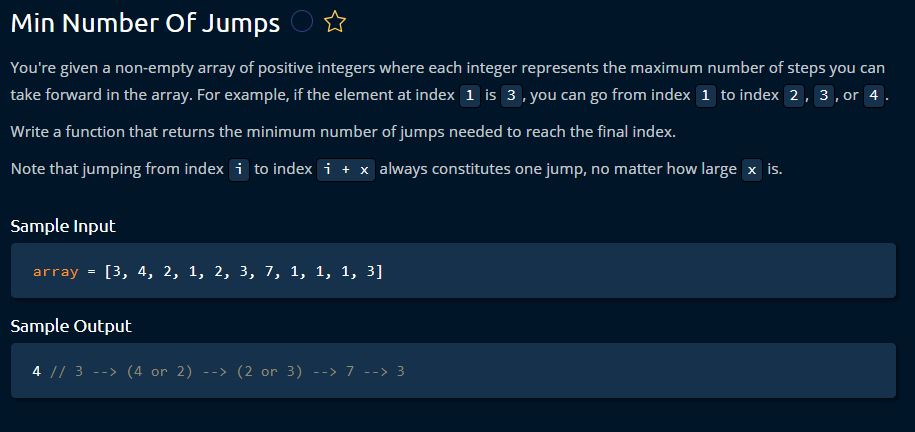 Min Number Of Jumps
You're given a non-empty array of positive integers where each integer represents the maximum number of steps you can
take forward in the array. For example, if the element at index 1 is 3 , you can go from index 1 to index 2 , 3 , or 4 .
Write a function that returns the minimum number of jumps needed to reach the final index.
Note that jumping from index i to index i + x always constitutes one jump, no matter how large x is.
Sample Input
array = [3, 4, 2, 1, 2, 3, 7, 1, 1, 1, 3]
Sample Output
4 // 3 --> (4 or 2) --> (2 or 3) --> 7 --> 3